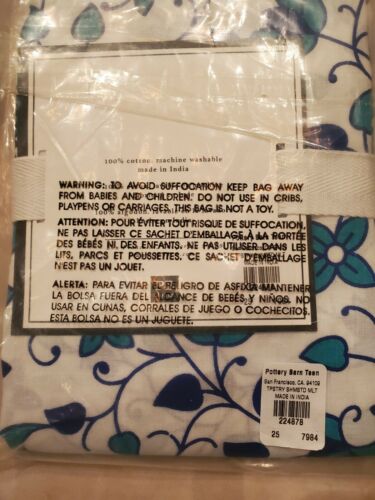 100% cotton, machine washable
made in India
WARNING: TO AVOID SUFFOCATION KEEP BAG AWAY
FROM BABIES AND CHILDREN. DO NOT USE IN CRIBS,
PLAYPENS OR CARRIAGES. THIS BAG IS NOT A TOY.
ATTENTION: POUR ÉVITER TOUT RISQUE DE SUFFOCATION,
NE PAS LAISSER CE SACHET D'EMBALLAGE À LA PORTÉE
DES BÉBÉS NI DES ENFANTS. NE PAS UTILISER DANS LES
LITS, PARCS ET POUSSETTES. CE SACHET D'EMBALLAGE
N'EST PAS UN JOUET.
ALERTA: PARA EVITAR EL PELIGRO DE ASFIXIA MANTENER
LA BOLSA FUERA DEL ALCANCE DE BEBÉS Y NIÑOS. NO
USAR EN CUNAS, CORRALES DE JUEGO O COCHECITOS.
ESTA BOLSA NO ES UN JUGUETE.
Pottery Barn Teen
San Francisco, CA. 94109
TPSTRY SHMSTD MLT
MADE IN INDIA
224878
25 7984